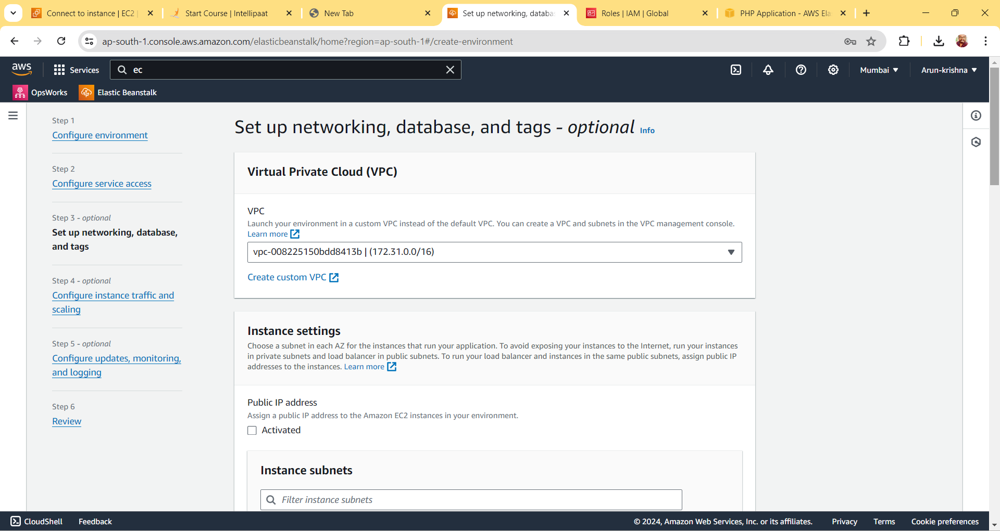 Connect to instance | EC2 |
Start Course | Intellipaat
New Tab
Set up networking, databas
Roles | IAM | Global
PHP Application - AWS Ela
ap-south-1.console.aws.amazon.com/elasticbeanstalk/home?region=ap-south-1#/create-environment
aws
Services
ec
Mumbai
Arun-krishna
OpsWorks
Elastic Beanstalk
Step 1
Configure environment
Step 2
Configure service access
Step 3 - optional
Set up networking, database,
and tags
Step 4 - optional
Configure instance traffic and
scaling
Step 5 - optional
Configure updates, monitoring,
and logging
Step 6
Review
Set up networking, database, and tags - optional Info
Virtual Private Cloud (VPC)
VPC
Launch your environment in a custom VPC instead of the default VPC. You can create a VPC and subnets in the VPC management console.
Learn more
vpc-008225150bdd8413b | (172.31.0.0/16)
Create custom VPC
Instance settings
Choose a subnet in each AZ for the instances that run your application. To avoid exposing your instances to the Internet, run your instances
in private subnets and load balancer in public subnets. To run your load balancer and instances in the same public subnets, assign public IP
addresses to the instances. Learn more
Public IP address
Assign a public IP address to the Amazon EC2 instances in your environment.
Activated
Instance subnets
Filter instance subnets
CloudShell
Feedback
© 2024, Amazon Web Services, Inc. or its affiliates.
Privacy
Terms
Cookie preferences